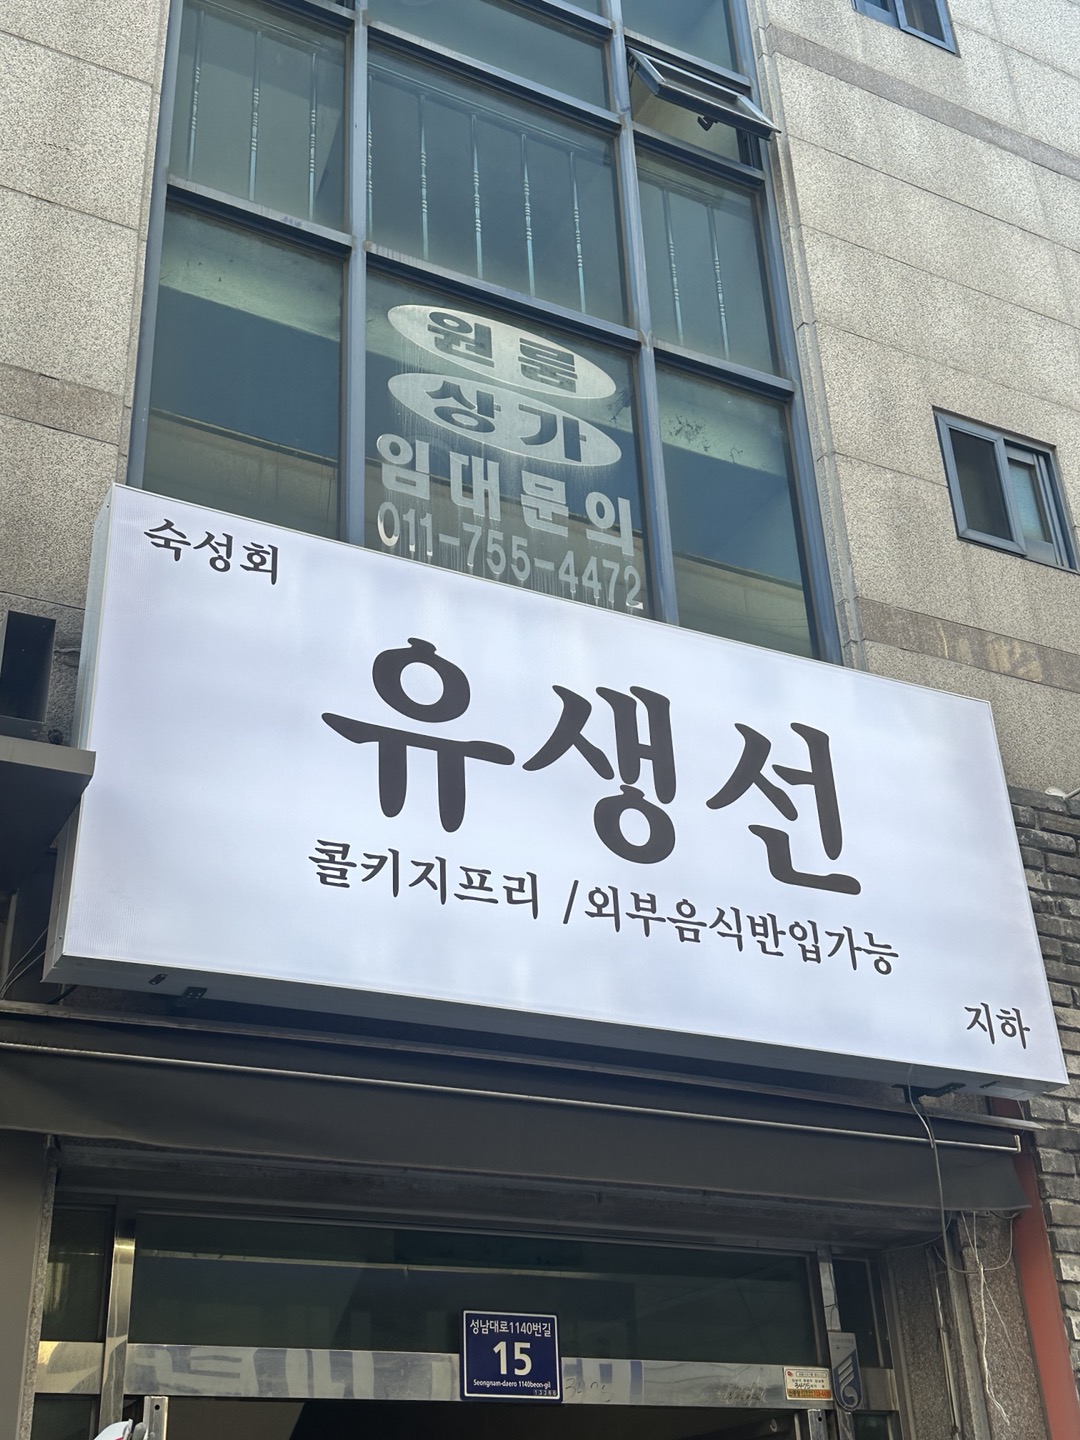 원룸
상가
임대문의
011-755-4472
숙성회
유생선
콜키지프리 /외부음식반입가능
지하
성남대로1140번길
15
Seongnam-daero 1140beon-gil